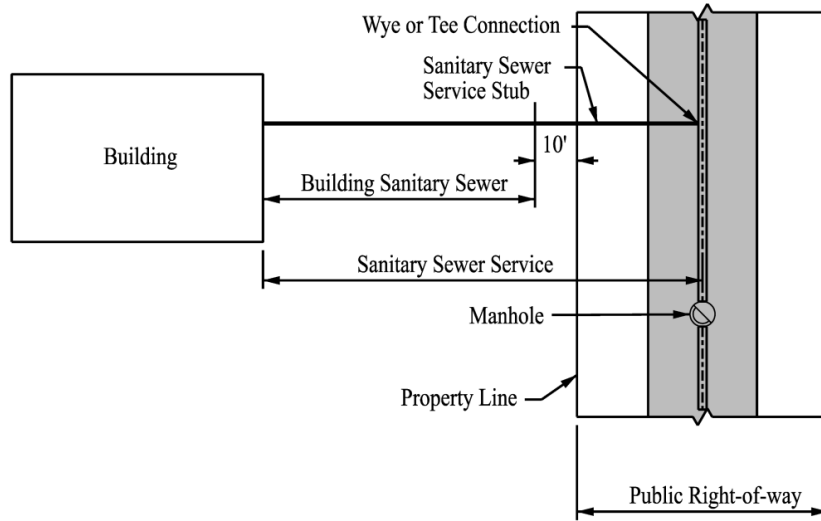 Wye or Tee Connection
Sanitary Sewer
Service Stub
Building
10'
Building Sanitary Sewer
Sanitary Sewer Service
Manhole
Property Line
Public Right-of-way